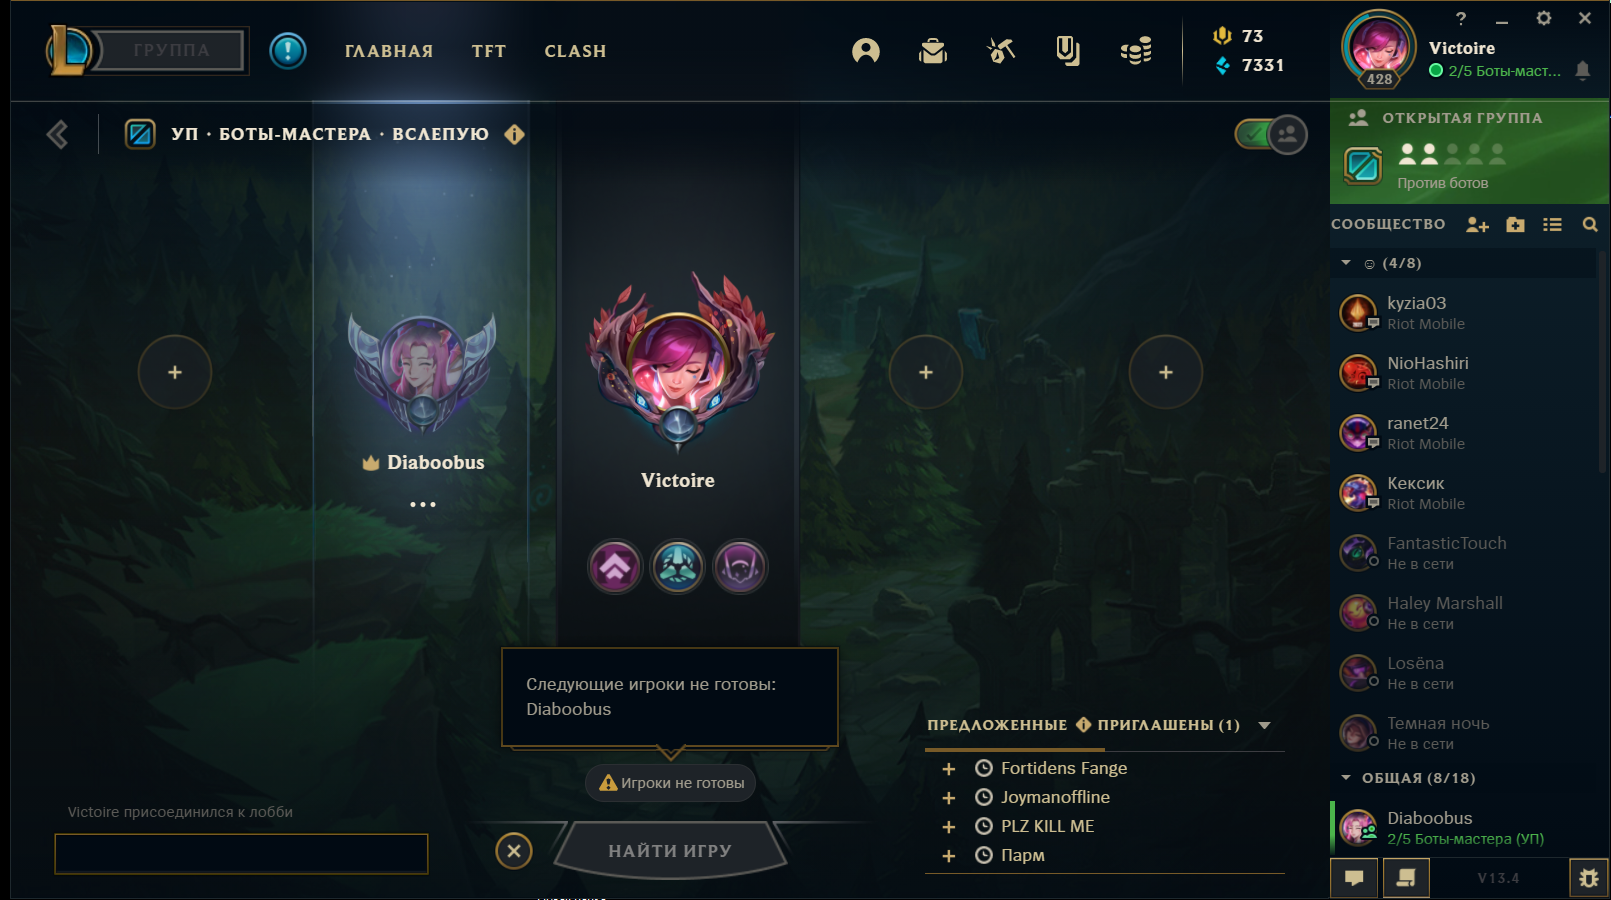 ГРУППА
ГЛАВНАЯ
TFT
CLASH
73
7331
?
Victoire
2/5 Боты-маст...
428
УП · БОТЫ-МАСТЕРА · ВСЛЕПУЮ
ОТКРЫТАЯ ГРУППА
Против ботов
СООБЩЕСТВО
☺ (4/8)
kyzia03
Riot Mobile
NioHashiri
Riot Mobile
ranet24
Riot Mobile
Кексик
Riot Mobile
FantasticTouch
Не в сети
Haley Marshall
Не в сети
Losëna
Не в сети
Темная ночь
Не в сети
ОБЩАЯ (8/18)
Diaboobus
2/5 Боты-мастера (УП)
V13.4
Diaboobus
...
Victoire
Следующие игроки не готовы:
Diaboobus
Игроки не готовы
НАЙТИ ИГРУ
Victoire присоединился к лобби
ПРЕДЛОЖЕННЫЕ
ПРИГЛАШЕНЫ (1)
Fortidens Fange
Joymanoffline
PLZ KILL ME
Парм